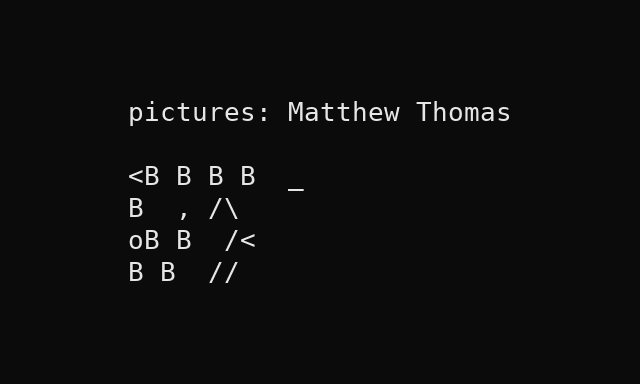 pictures: Matthew Thomas

<B B B B  _
B  , /\
oB B  /<
B B  //